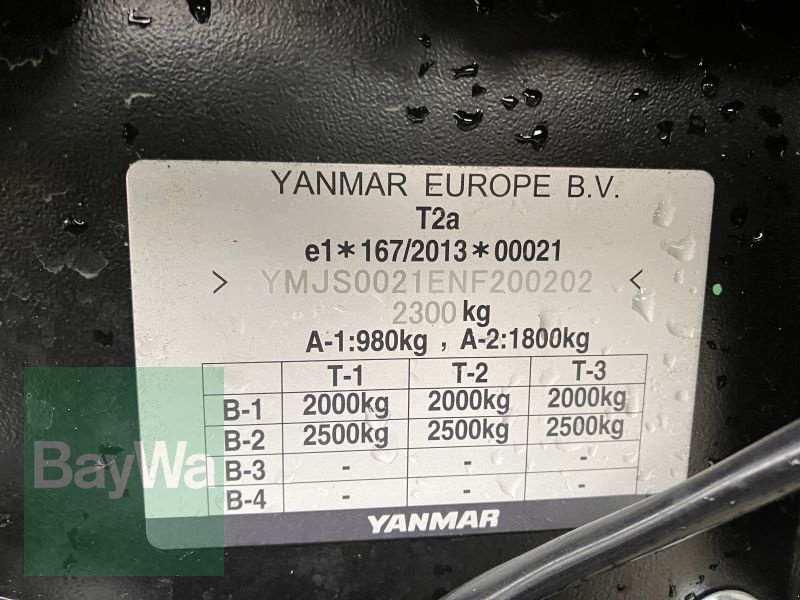 YANMAR EUROPE B.V.
T2a
e1*167/2013*00021
> YMJS0021ENF200202 <
2300 kg
A-1:980kg , A-2:1800kg
T-1 T-2 T-3
B-1 2000kg 2000kg 2000kg
B-2 2500kg 2500kg 2500kg
B-3 - - -
B-4 - - -
YANMAR
BayWa